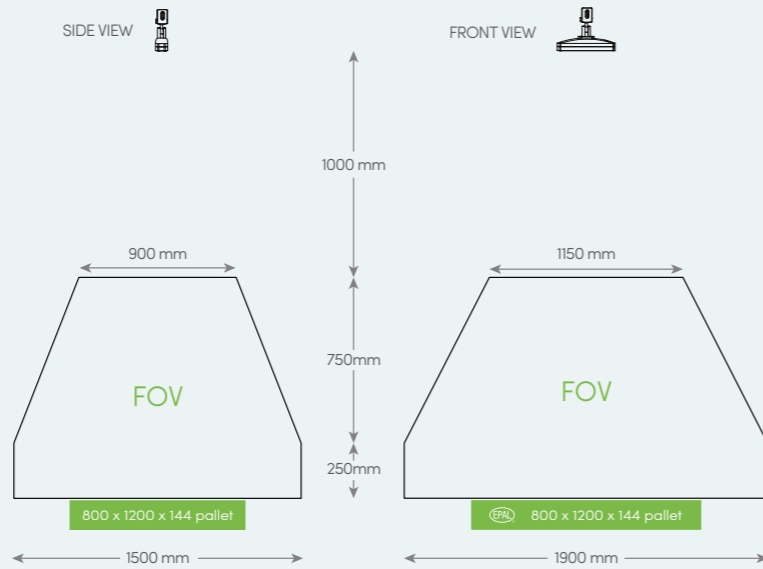 SIDE VIEW
FRONT VIEW
1000 mm
900 mm
1150 mm
750mm
FOV
FOV
250mm
800 x 1200 x 144 pallet
EPAL 800 x 1200 x 144 pallet
1500 mm
1900 mm